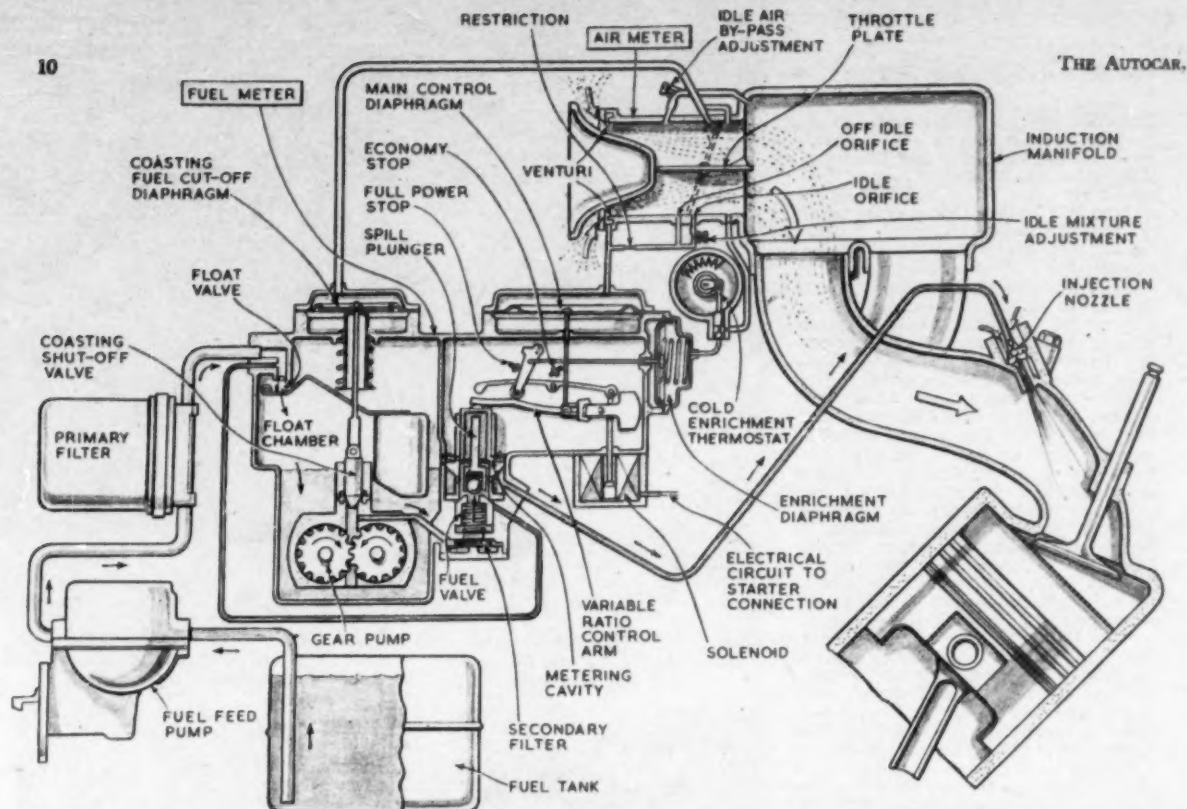 10
THE AUTOCAR,
RESTRICTION
AIR METER
IDLE AIR
BY-PASS
ADJUSTMENT
THROTTLE
PLATE
FUEL METER
MAIN CONTROL
DIAPHRAGM
OFF IDLE
ORIFICE
INDUCTION
MANIFOLD
COASTING
FUEL CUT-OFF
DIAPHRAGM
ECONOMY
STOP
VENTURI
IDLE
ORIFICE
FULL POWER
STOP
IDLE MIXTURE
ADJUSTMENT
SPILL
PLUNGER
FLOAT
VALVE
INJECTION
NOZZLE
COASTING
SHUT-OFF
VALVE
PRIMARY
FILTER
FLOAT
CHAMBER
COLD
ENRICHMENT
THERMOSTAT
ENRICHMENT
DIAPHRAGM
FUEL
VALVE
ELECTRICAL
CIRCUIT TO
STARTER
CONNECTION
VARIABLE
RATIO
CONTROL
ARM
GEAR PUMP
SOLENOID
METERING
CAVITY
FUEL FEED
PUMP
SECONDARY
FILTER
FUEL TANK